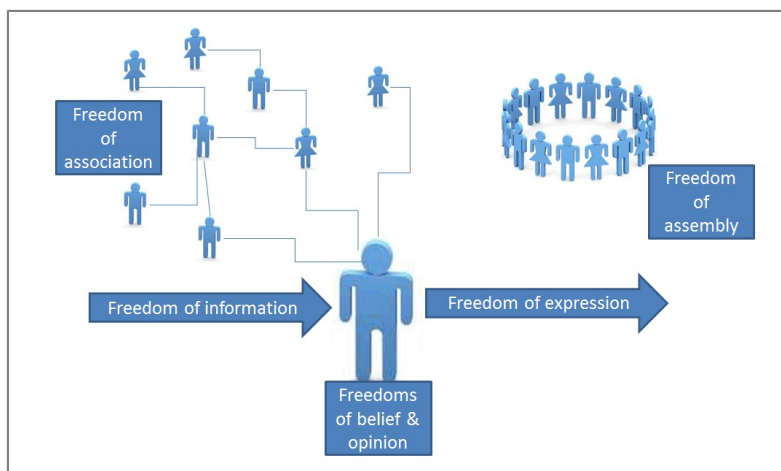 Freedom
of
association
Freedom
of
assembly
Freedom of information
Freedom of expression
Freedoms
of belief &
opinion